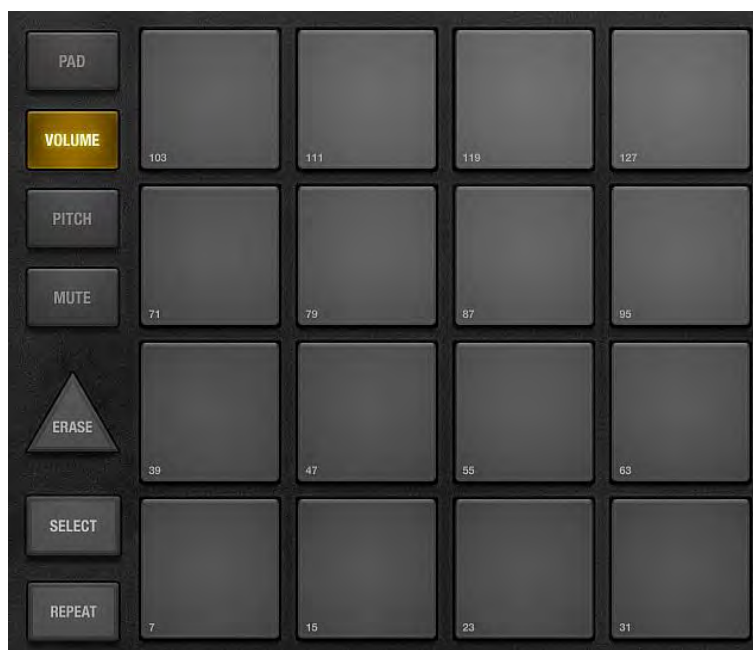 PAD
VOLUME
PITCH
MUTE
ERASE
SELECT
REPEAT
103 111 119 127
71 79 87 95
39 47 55 63
7 15 23 31